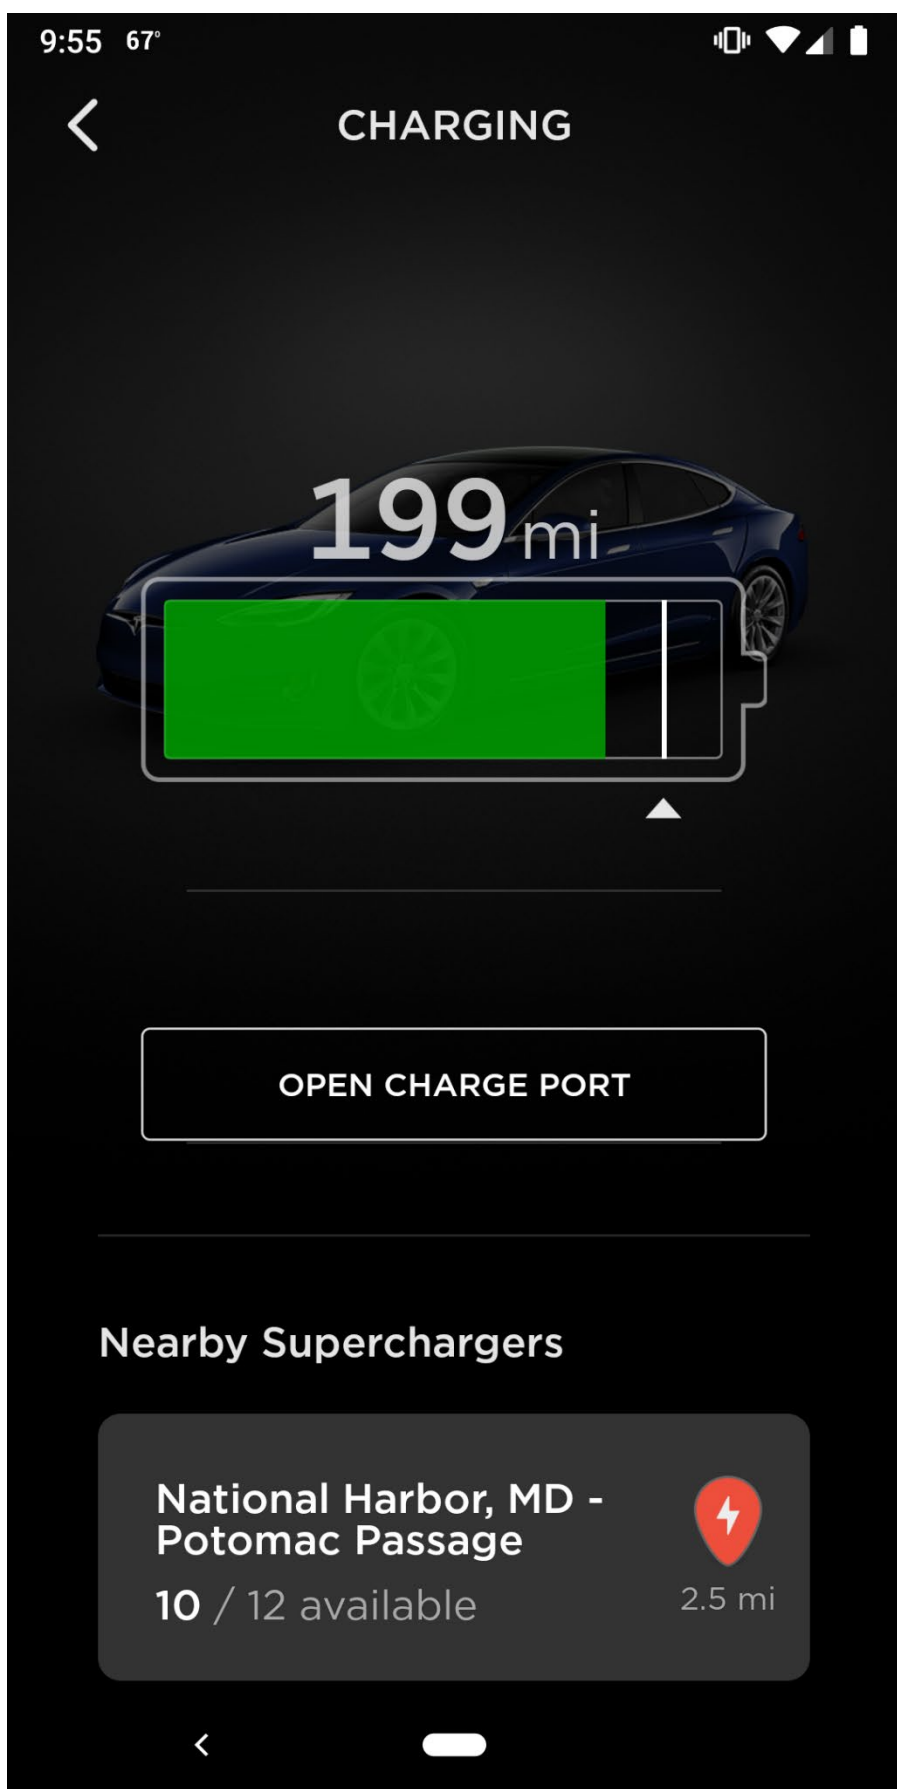 9:55 67°
CHARGING
199 mi
OPEN CHARGE PORT
Nearby Superchargers
National Harbor, MD -
Potomac Passage
10 / 12 available
2.5 mi